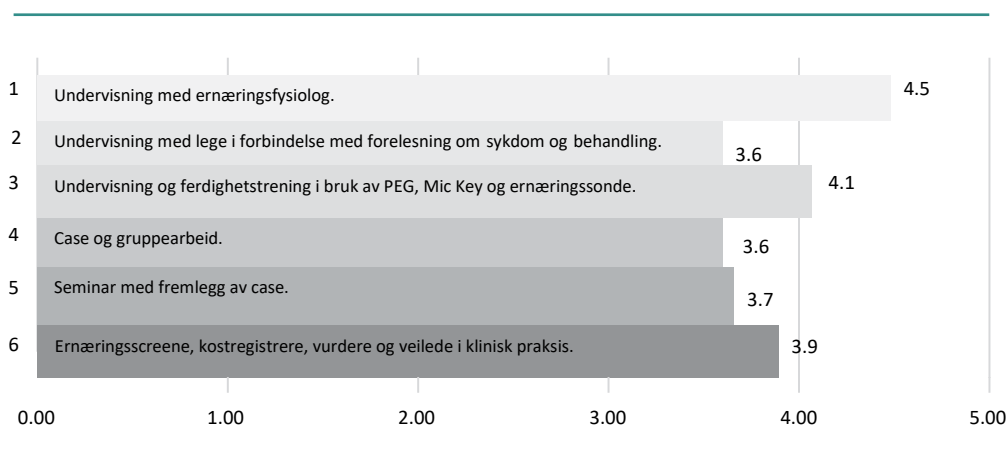 1 Undervisning med ernæringsfysiolog. 4.5
2 Undervisning med lege i forbindelse med forelesning om sykdom og behandling. 3.6
3 Undervisning og ferdighetstrening i bruk av PEG, Mic Key og ernæringssonde. 4.1
4 Case og gruppearbeid. 3.6
5 Seminar med fremlegg av case. 3.7
6 Ernæringsscreene, kostregistrere, vurdere og veilede i klinisk praksis. 3.9
0.00 1.00 2.00 3.00 4.00 5.00